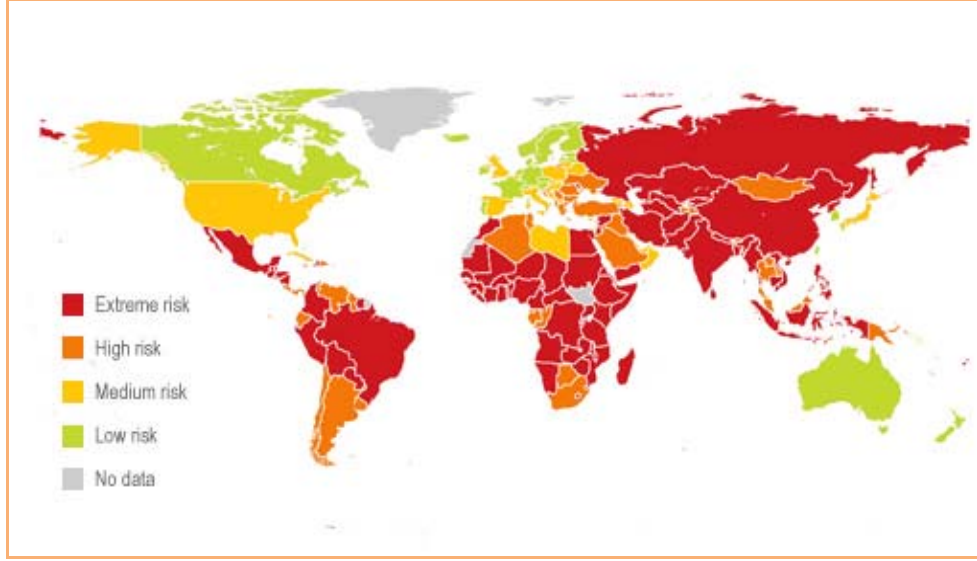 Extreme risk
High risk
Medium risk
Low risk
No data